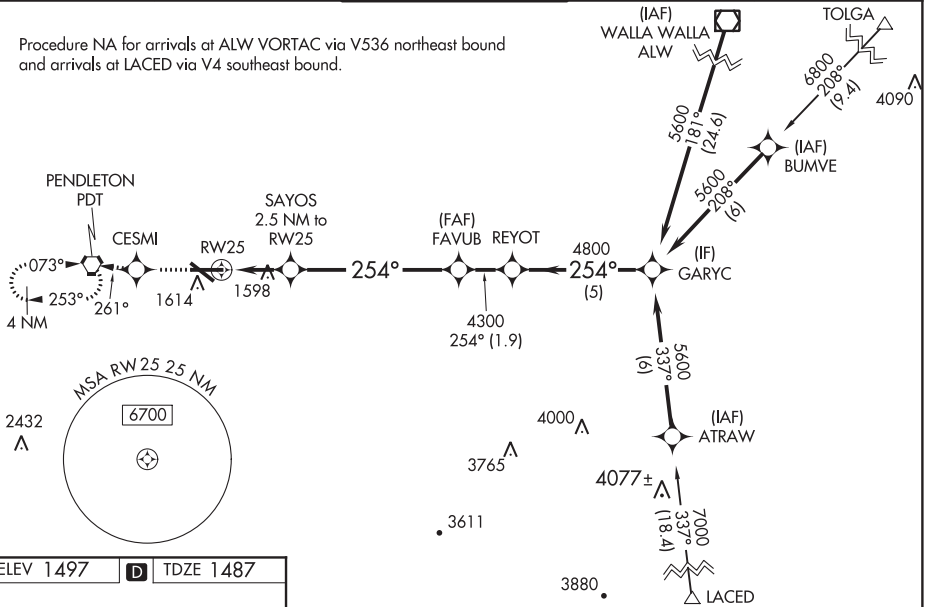 Procedure NA for arrivals at ALW VORTAC via V536 northeast bound
and arrivals at LACED via V4 southeast bound.
(IAF)
WALLA WALLA
ALW
TOLGA
6800
208°
(9.4)
4090
5600
181°
(24.6)
(IAF)
BUMVE
5600
208°
(6)
PENDLETON
PDT
CESMI
RW25
SAYOS
2.5 NM to
RW25
(FAF)
FAVUB
REYOT
4800
254°
(5)
(IF)
GARYC
073°
253°
4 NM
261°
1614
1598
254°
4300
254° (1.9)
5600
337°
(6)
MSA RW 25 25 NM
6700
2432
4000
3765
(IAF)
ATRAW
4077±
3611
7000
337°
(18.4)
3880
LACED
ELEV 1497
D
TDZE 1487